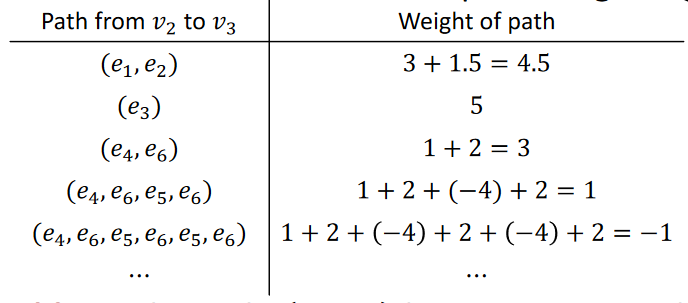 Path from v₂ to v₃ Weight of path
(e₁, e₂) 3 + 1.5 = 4.5
(e₃) 5
(e₄, e₆) 1 + 2 = 3
(e₄, e₆, e₅, e₆) 1 + 2 + (−4) + 2 = 1
(e₄, e₆, e₅, e₆, e₅, e₆) 1 + 2 + (−4) + 2 + (−4) + 2 = −1
... ...